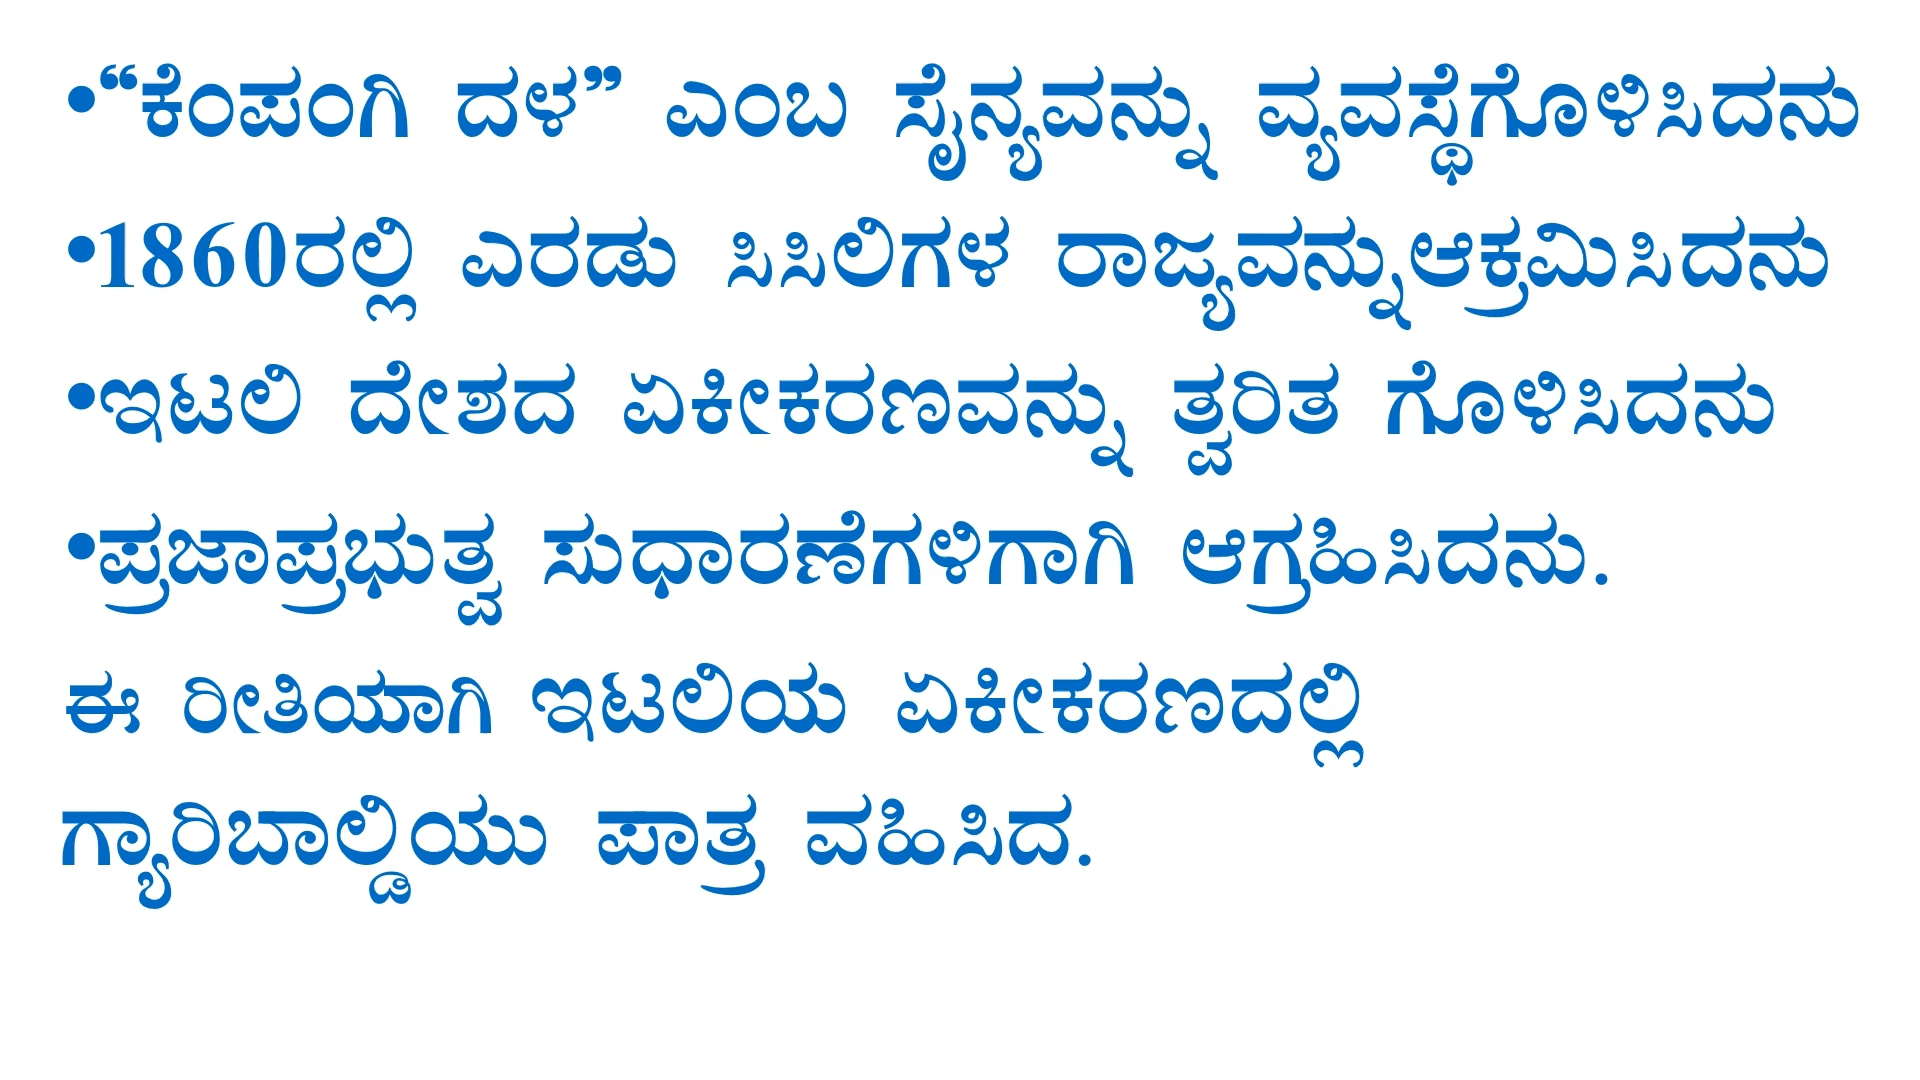 •“ಕೆಂಪಂಗಿ ದಳ” ಎಂಬ ಸೈನ್ಯವನ್ನು ವ್ಯವಸ್ಥೆಗೊಳಿಸಿದನು
•1860ರಲ್ಲಿ ಎರಡು ಸಿಸಿಲಿಗಳ ರಾಜ್ಯವನ್ನುಆಕ್ರಮಿಸಿದನು
•ಇಟಲಿ ದೇಶದ ಏಕೀಕರಣವನ್ನು ತ್ವರಿತ ಗೊಳಿಸಿದನು
•ಪ್ರಜಾಪ್ರಭುತ್ವ ಸುಧಾರಣೆಗಳಿಗಾಗಿ ಆಗ್ರಹಿಸಿದನು.
ಈ ರೀತಿಯಾಗಿ ಇಟಲಿಯ ಏಕೀಕರಣದಲ್ಲಿ
ಗ್ಯಾರಿಬಾಲ್ಡಿಯು ಪಾತ್ರ ವಹಿಸಿದ.